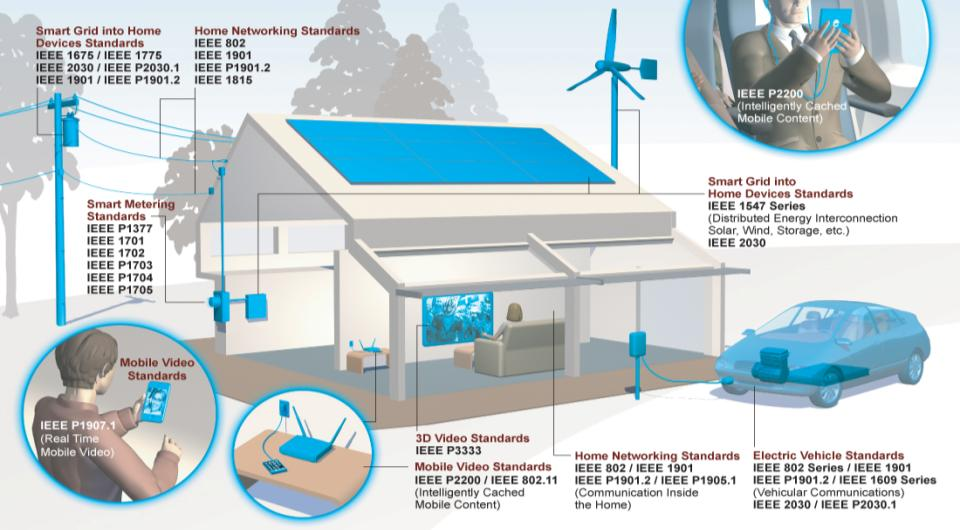 Smart Grid into Home
Devices Standards
IEEE 1675 / IEEE 1775
IEEE 2030 / IEEE P2030.1
IEEE 1901 / IEEE P1901.2
Home Networking Standards
IEEE 802
IEEE 1901
IEEE P1901.2
IEEE 1815
IEEE P2200
(Intelligently Cached
Mobile Content)
Smart Metering
Standards
IEEE P1377
IEEE 1701
IEEE 1702
IEEE P1703
IEEE P1704
IEEE P1705
Smart Grid into
Home Devices Standards
IEEE 1547 Series
(Distributed Energy Interconnection
Solar, Wind, Storage, etc.)
IEEE 2030
Mobile Video
Standards
IEEE P1907.1
(Real Time
Mobile Video)
3D Video Standards
IEEE P3333
Mobile Video Standards
IEEE P2200 / IEEE 802.11
(Intelligently Cached
Mobile Content)
Home Networking Standards
IEEE 802 / IEEE 1901
IEEE P1901.2 / IEEE P1905.1
(Communication Inside
the Home)
Electric Vehicle Standards
IEEE 802 Series / IEEE 1901
IEEE P1901.2 / IEEE 1609 Series
(Vehicular Communications)
IEEE 2030 / IEEE P2030.1